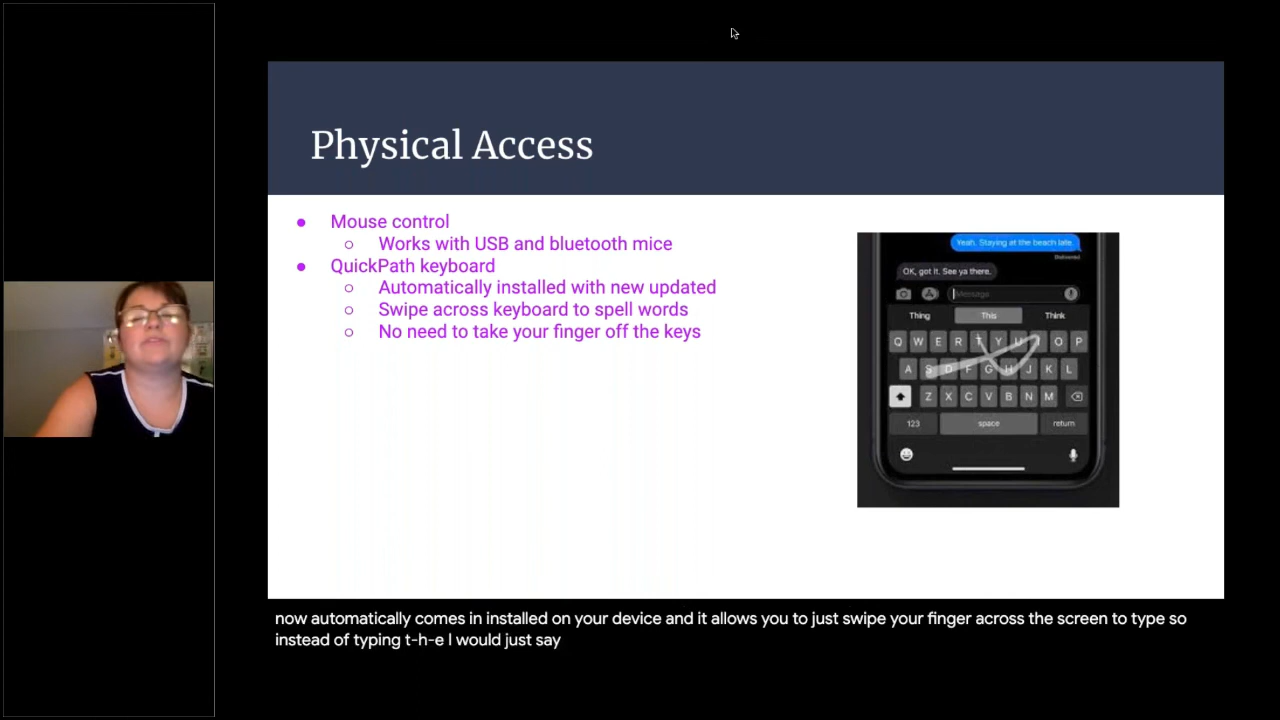 Physical Access
● Mouse control
○ Works with USB and bluetooth mice
● QuickPath keyboard
○ Automatically installed with new updated
○ Swipe across keyboard to spell words
○ No need to take your finger off the keys
Yeah. Staying at the beach late.
Delivered
OK, got it. See ya there.
Message
Thing This Think
Q W E R T Y U I O P
A S D F G H J K L
Z X C V B N M
123 space return
now automatically comes in installed on your device and it allows you to just swipe your finger across the screen to type so
instead of typing t-h-e I would just say